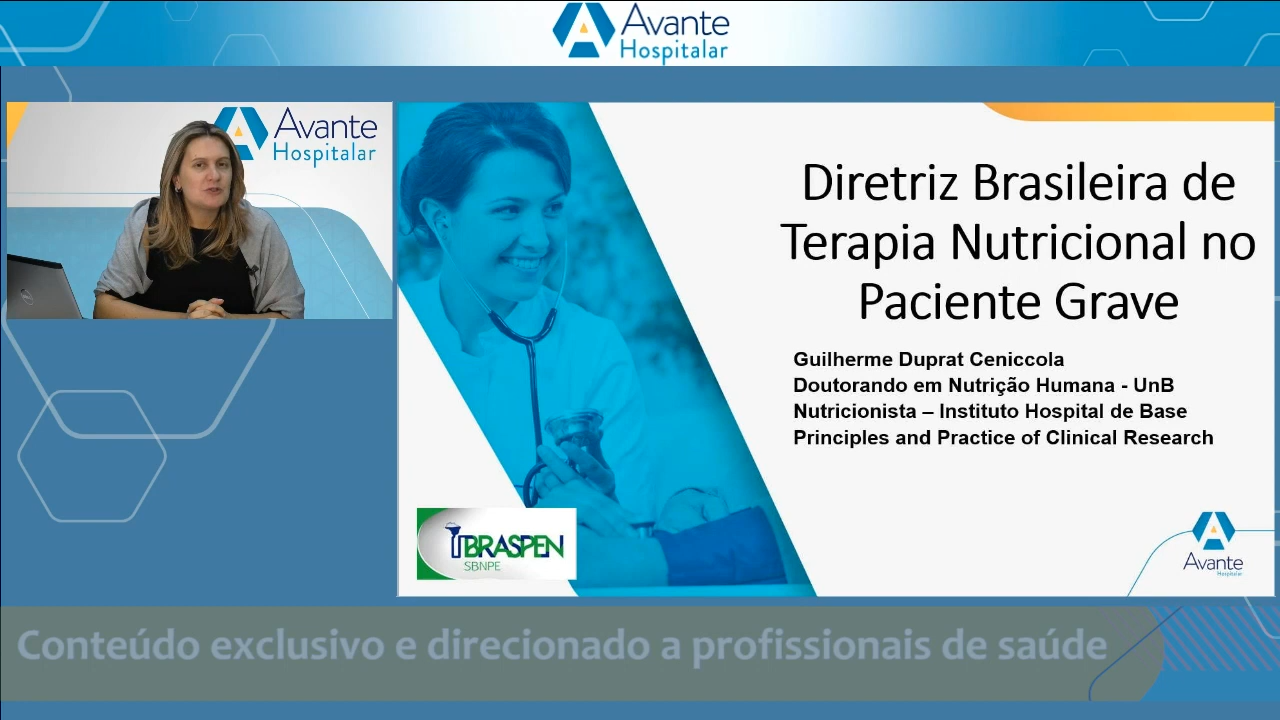 Avante
Hospitalar
Avante
Hospitalar
Diretriz Brasileira de
Terapia Nutricional no
Paciente Grave
Guilherme Duprat Ceniccola
Doutorando em Nutrição Humana - UnB
Nutricionista – Instituto Hospital de Base
Principles and Practice of Clinical Research
BRASPEN
SBNPE
Avante
Hospitalar
Conteúdo exclusivo e direcionado a profissionais de saúde